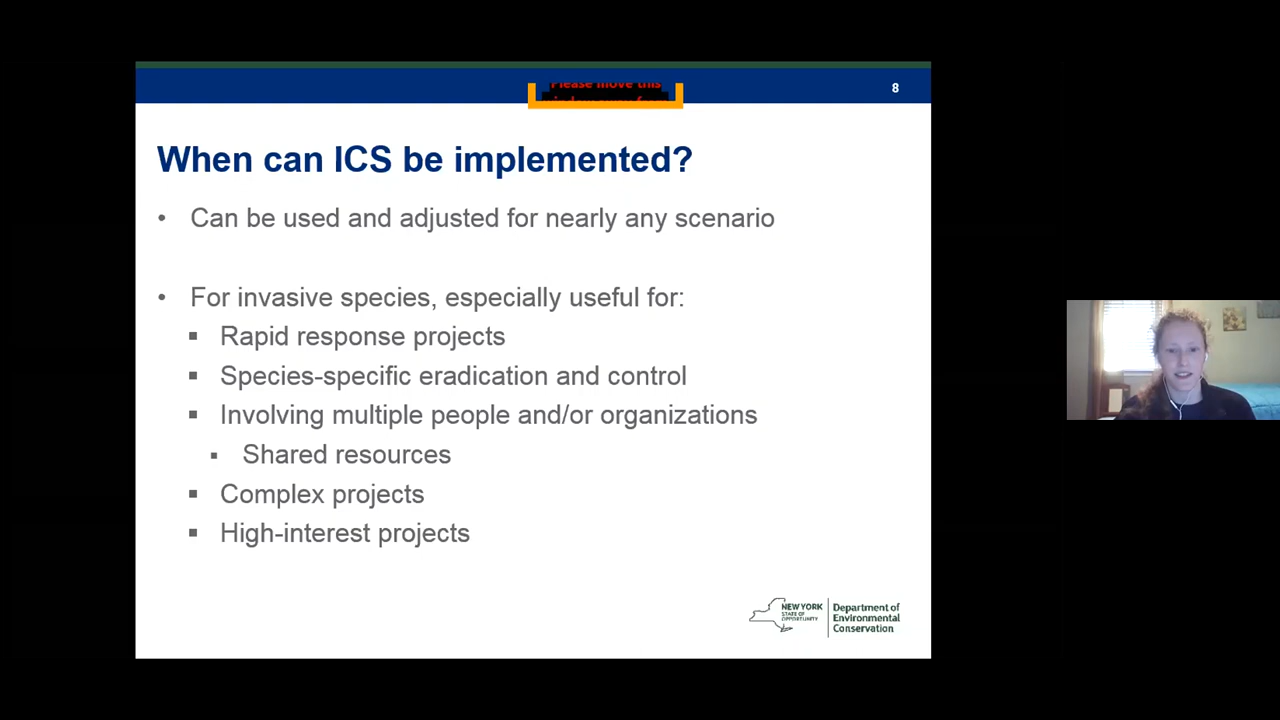 Please move this
8
When can ICS be implemented?
• Can be used and adjusted for nearly any scenario
• For invasive species, especially useful for:
▪ Rapid response projects
▪ Species-specific eradication and control
▪ Involving multiple people and/or organizations
▪ Shared resources
▪ Complex projects
▪ High-interest projects
NEW YORK
STATE OF
OPPORTUNITY
Department of
Environmental
Conservation